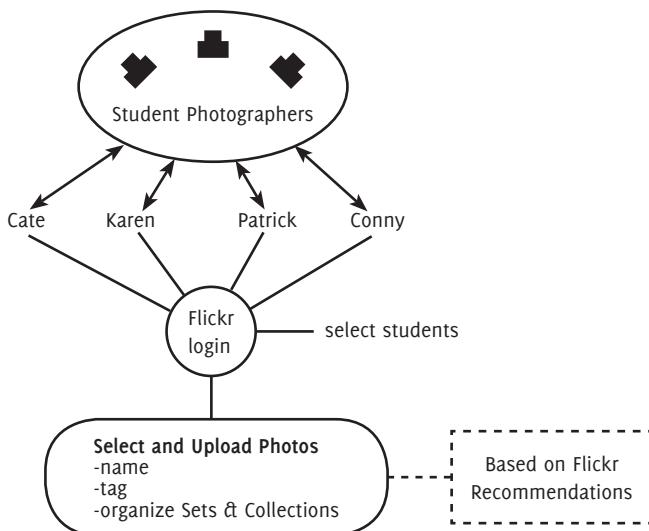 Student Photographers
Cate
Karen
Patrick
Conny
Flickr
login
select students
Select and Upload Photos
-name
-tag
-organize Sets & Collections
Based on Flickr
Recommendations